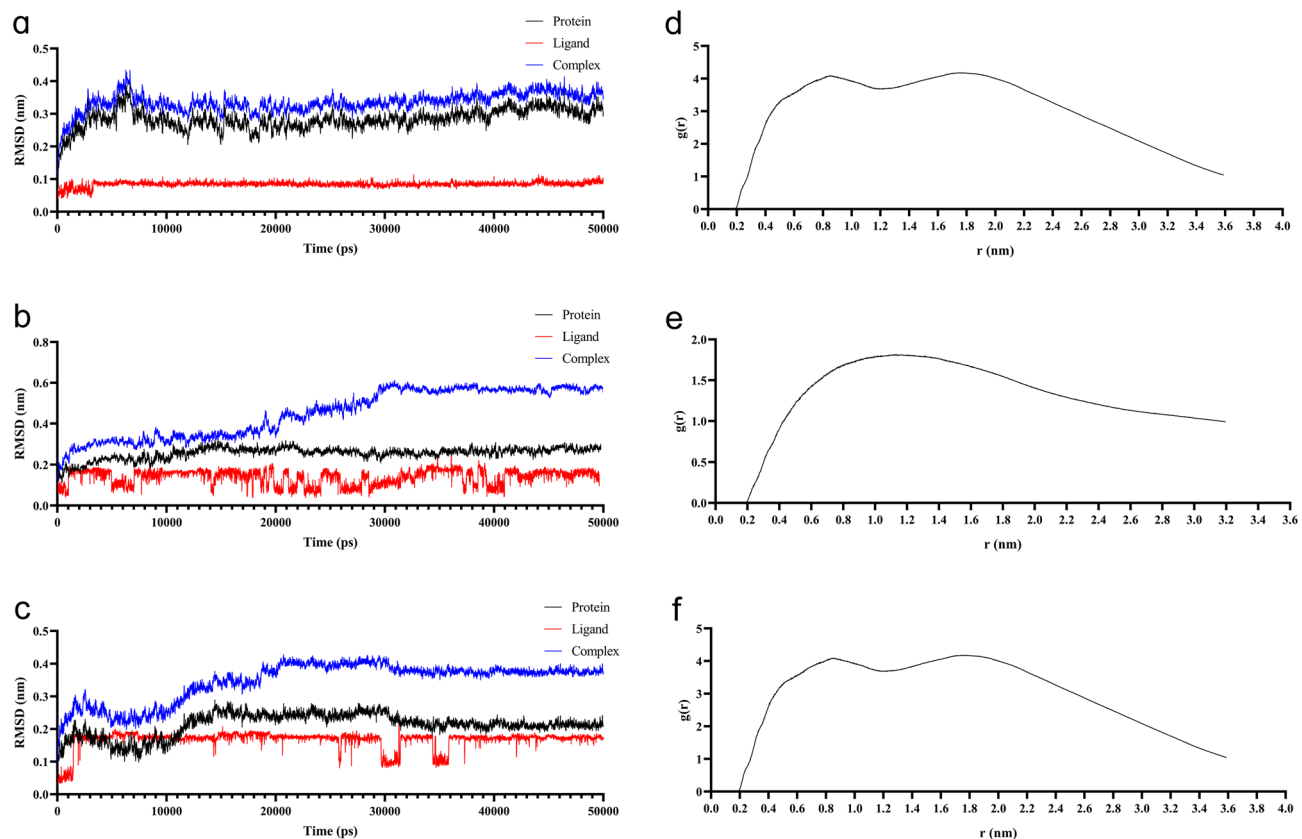 a
Protein
Ligand
Complex
RMSD (nm)
0.5
0.4
0.3
0.2
0.1
0.0
0 10000 20000 30000 40000 50000
Time (ps)
d
g(r)
5
4
3
2
1
0
0.0 0.2 0.4 0.6 0.8 1.0 1.2 1.4 1.6 1.8 2.0 2.2 2.4 2.6 2.8 3.0 3.2 3.4 3.6 3.8 4.0
r (nm)
b
Protein
Ligand
Complex
RMSD (nm)
0.8
0.6
0.4
0.2
0.0
0 10000 20000 30000 40000 50000
Time (ps)
e
g(r)
2.0
1.5
1.0
0.5
0.0
0.0 0.2 0.4 0.6 0.8 1.0 1.2 1.4 1.6 1.8 2.0 2.2 2.4 2.6 2.8 3.0 3.2 3.4 3.6
r (nm)
c
Protein
Ligand
Complex
RMSD (nm)
0.5
0.4
0.3
0.2
0.1
0.0
0 10000 20000 30000 40000 50000
Time (ps)
f
g(r)
5
4
3
2
1
0
0.0 0.2 0.4 0.6 0.8 1.0 1.2 1.4 1.6 1.8 2.0 2.2 2.4 2.6 2.8 3.0 3.2 3.4 3.6 3.8 4.0
r (nm)